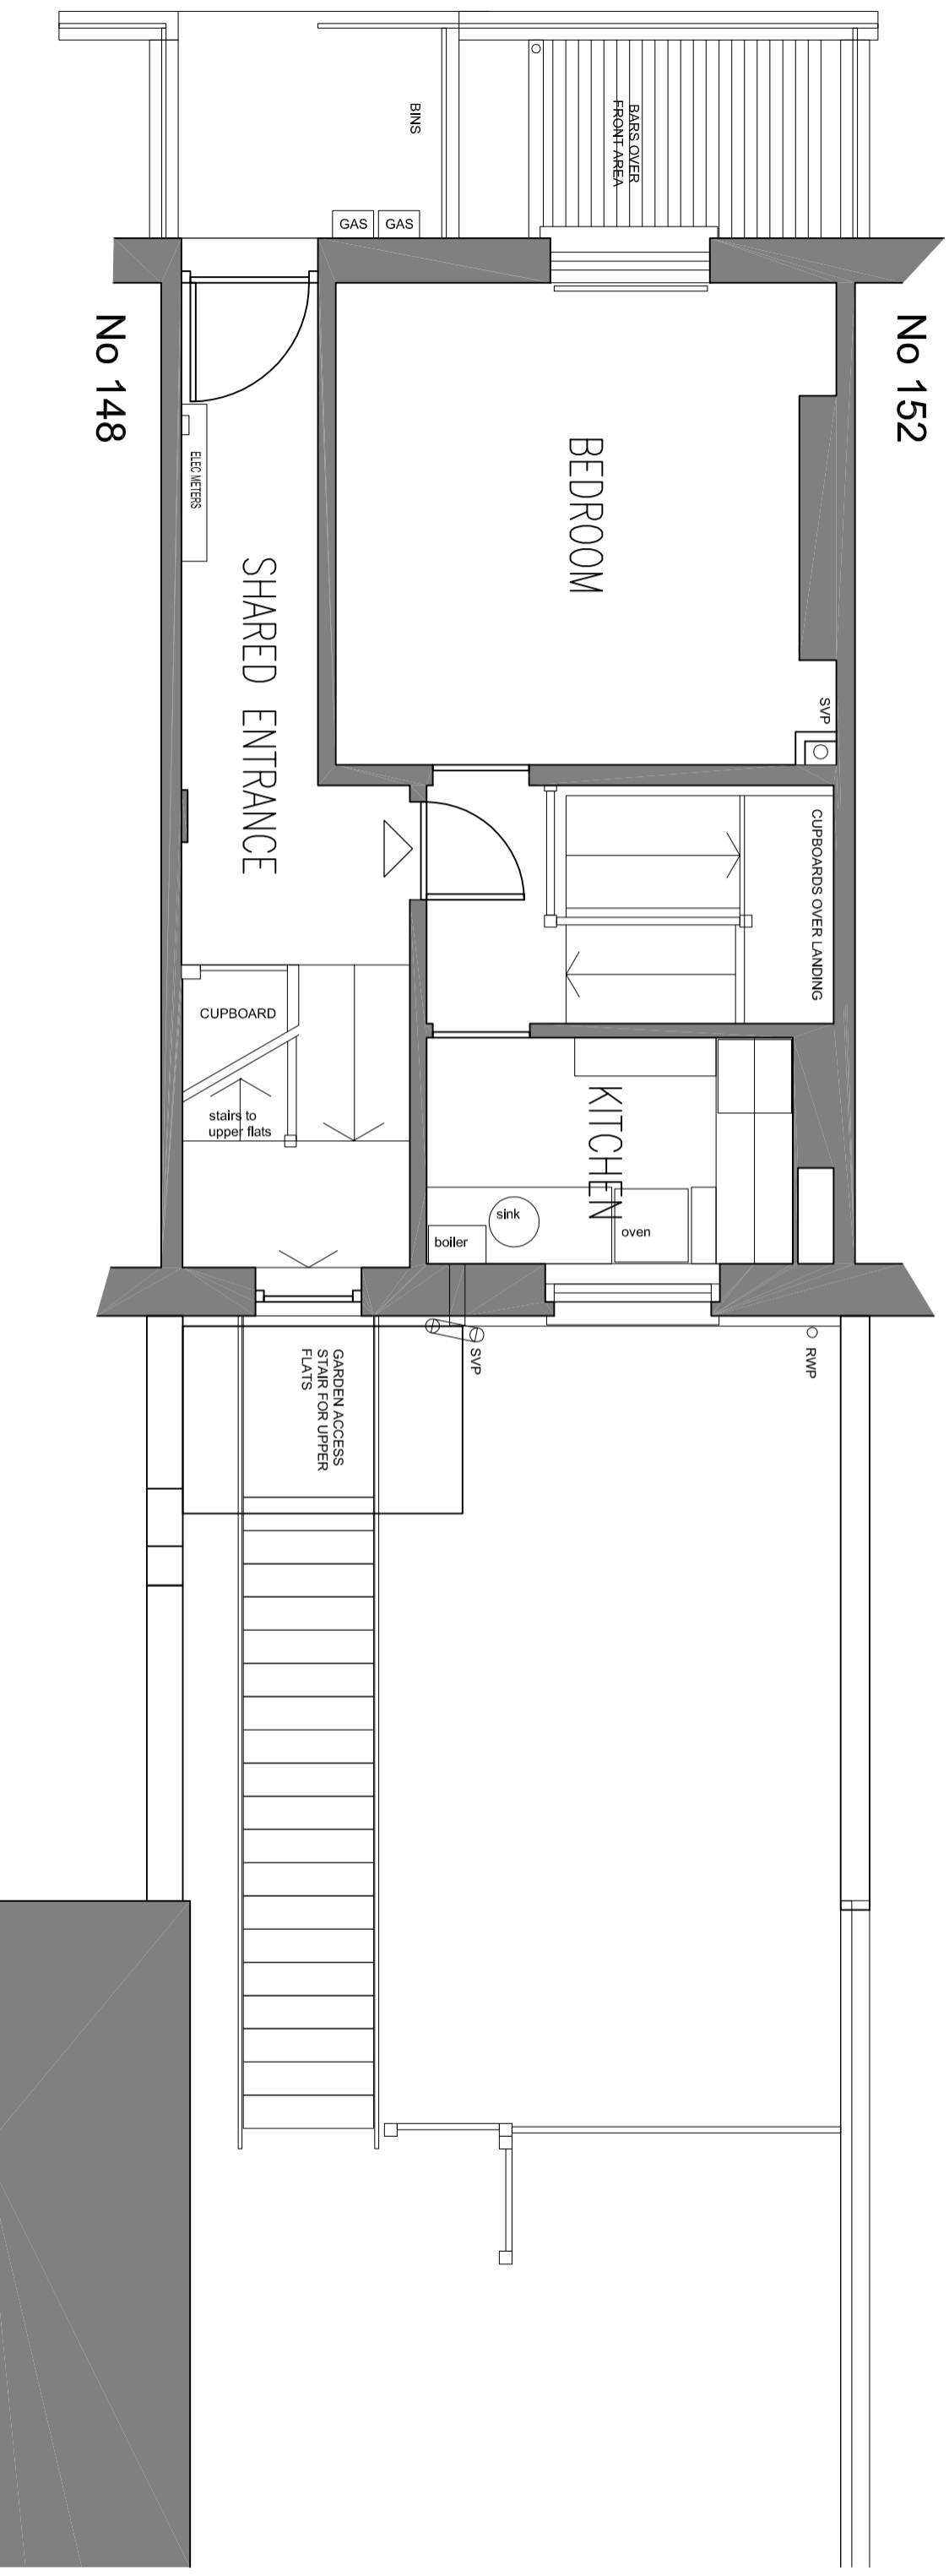 BINS
BARS OVER
FRONT AREA
GAS
GAS
No 148
No 152
ELEC METERS
BEDROOM
SHARED ENTRANCE
SVP
CUPBOARDS OVER LANDING
CUPBOARD
stairs to
upper flats
KITCHEN
sink
oven
boiler
SVP
RWP
GARDEN ACCESS
STAIR FOR UPPER
FLATS